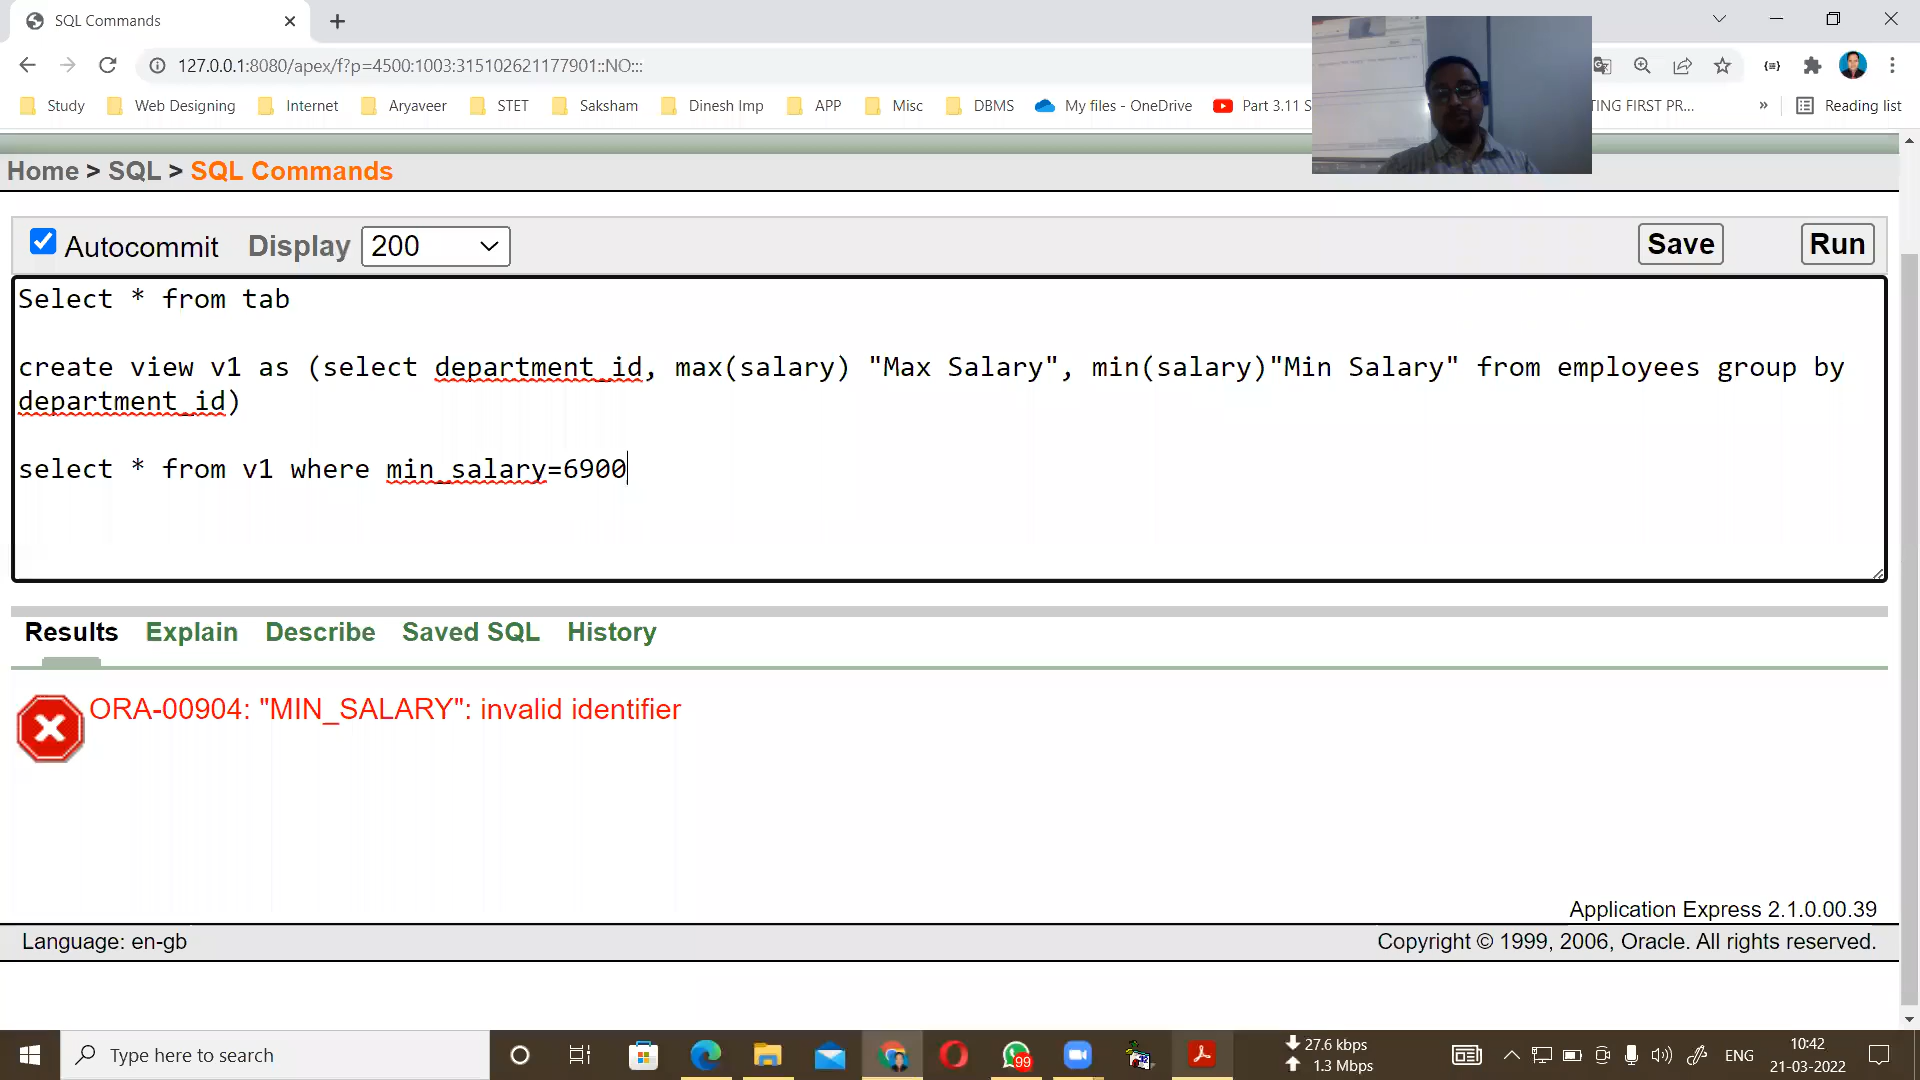 SQL Commands
127.0.0.1:8080/apex/f?p=4500:1003:315102621177901::NO:::
Study Web Designing Internet Aryaveer STET Saksham Dinesh Imp APP Misc DBMS My files - OneDrive Part 3.11 S TING FIRST PR... » Reading list
Home > SQL > SQL Commands
Autocommit Display 200 Save Run
Select * from tab
create view v1 as (select department_id, max(salary) "Max Salary", min(salary)"Min Salary" from employees group by
department_id)
select * from v1 where min_salary=6900
Results Explain Describe Saved SQL History
ORA-00904: "MIN_SALARY": invalid identifier
Application Express 2.1.0.00.39
Language: en-gb Copyright © 1999, 2006, Oracle. All rights reserved.
Type here to search 99 27.6 kbps ENG 10:42
1.3 Mbps 21-03-2022